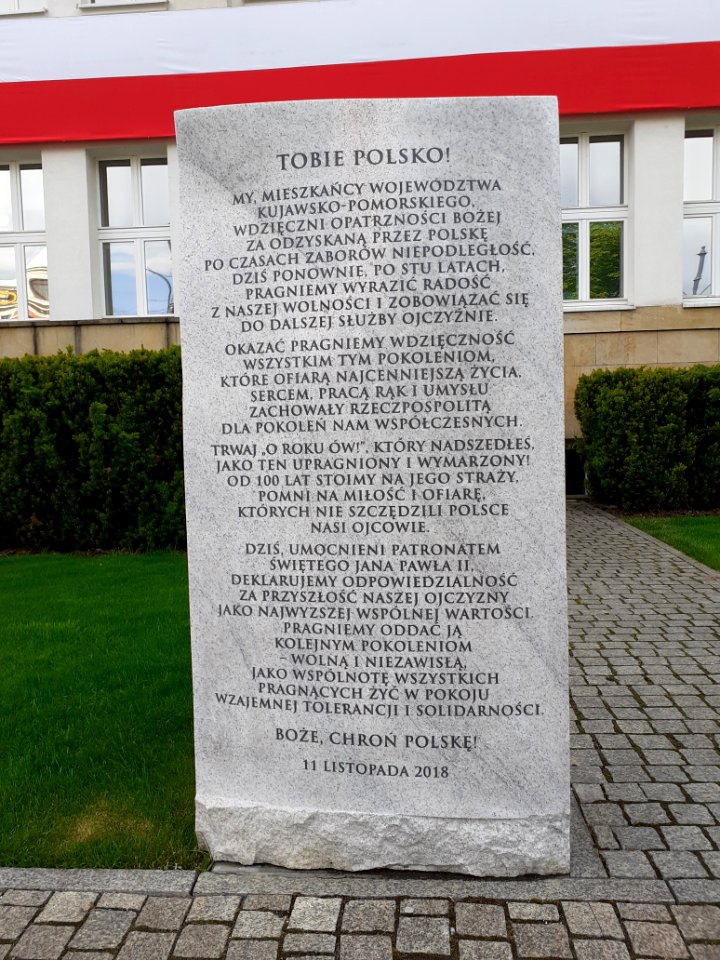 TOBIE POLSKO!
MY, MIESZKAŃCY WOJEWÓDZTWA
KUJAWSKO-POMORSKIEGO,
WDZIĘCZNI OPATRZNOŚCI BOŻEJ
ZA ODZYSKANĄ PRZEZ POLSKĘ
PO CZASACH ZABORÓW NIEPODLEGŁOŚĆ,
DZIŚ PONOWNIE, PO STU LATACH,
PRAGNIEMY WYRAZIĆ RADOŚĆ
Z NASZEJ WOLNOŚCI I ZOBOWIĄZAĆ SIĘ
DO DALSZEJ SŁUŻBY OJCZYŹNIE.
OKAZAĆ PRAGNIEMY WDZIĘCZNOŚĆ
WSZYSTKIM TYM POKOLENIOM,
KTÓRE OFIARĄ NAJCENNIEJSZĄ ŻYCIA,
SERCEM, PRACĄ RĄK I UMYSŁU
ZACHOWAŁY RZECZPOSPOLITĄ
DLA POKOLEŃ NAM WSPÓŁCZESNYCH.
TRWAJ „O ROKU ÓW!”, KTÓRY NADSZEDŁEŚ,
JAKO TEN UPRAGNIONY I WYMARZONY!
OD 100 LAT STOIMY NA JEGO STRAŻY,
POMNI NA MIŁOŚĆ I OFIARĘ,
KTÓRYCH NIE SZCZĘDZILI POLSCE
NASI OJCOWIE.
DZIŚ, UMOCNIENI PATRONATEM
ŚWIĘTEGO JANA PAWŁA II,
DEKLARUJEMY ODPOWIEDZIALNOŚĆ
ZA PRZYSZŁOŚĆ NASZEJ OJCZYZNY
JAKO NAJWYŻSZEJ WSPÓLNEJ WARTOŚCI.
PRAGNIEMY ODDAĆ JĄ
KOLEJNYM POKOLENIOM
– WOLNĄ I NIEZAWISŁĄ,
JAKO WSPÓLNOTĘ WSZYSTKICH
PRAGNĄCYCH ŻYĆ W POKOJU
WZAJEMNEJ TOLERANCJI I SOLIDARNOŚCI.
BOŻE, CHROŃ POLSKĘ!
11 LISTOPADA 2018